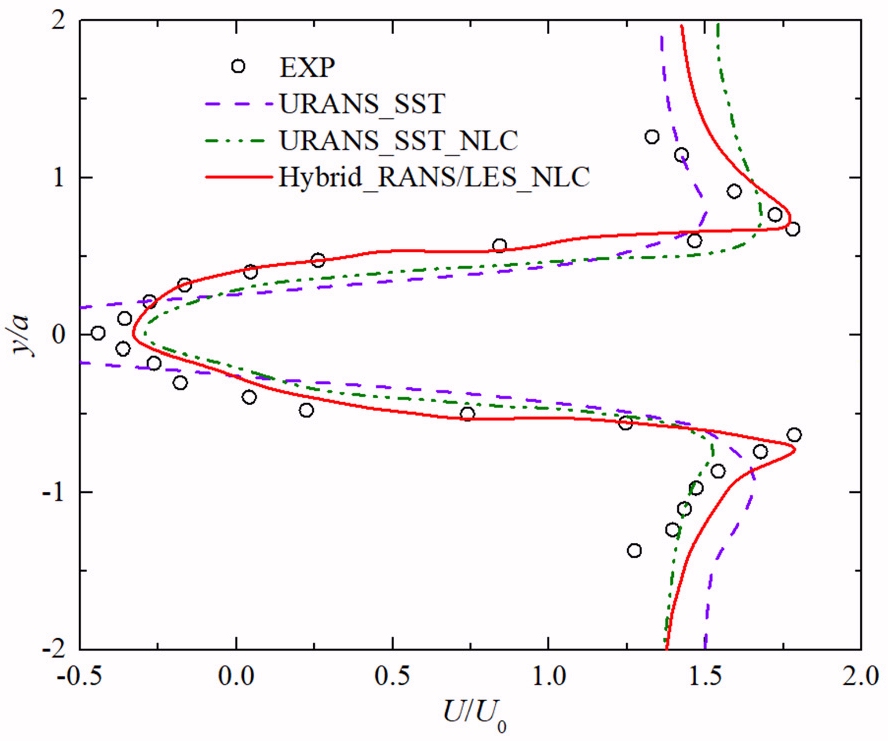 2
EXP
URANS_SST
URANS_SST_NLC
1
Hybrid_RANS/LES_NLC
y/a
0
-1
-2
-0.5 0.0 0.5 1.0 1.5 2.0
U/U₀